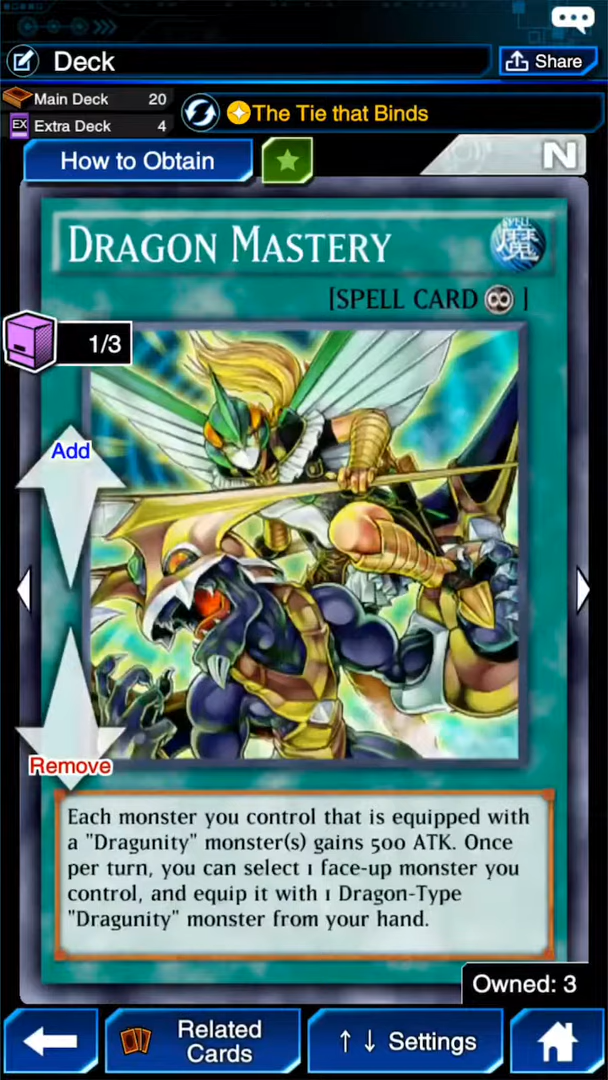 Deck
Share
Main Deck 20
EX Extra Deck 4
The Tie that Binds
How to Obtain
N
DRAGON MASTERY
SPELL
魔
[SPELL CARD ]
1/3
Add
Remove
Each monster you control that is equipped with
a "Dragunity" monster(s) gains 500 ATK. Once
per turn, you can select 1 face-up monster you
control, and equip it with 1 Dragon-Type
"Dragunity" monster from your hand.
Owned: 3
Related
Cards
↑↓ Settings